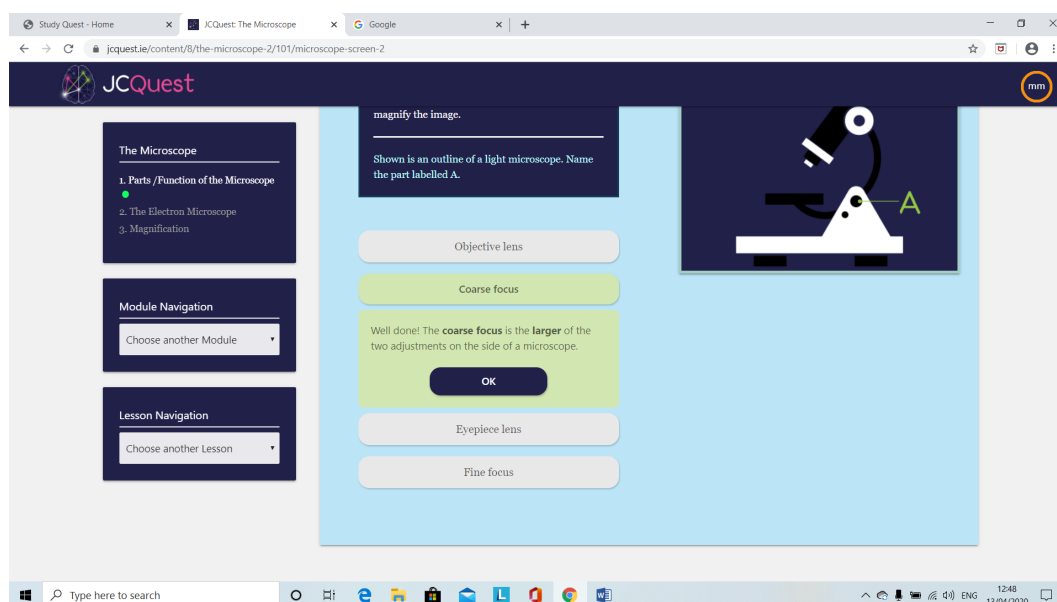 Study Quest - Home
JCQuest: The Microscope
Google
jcquest.ie/content/8/the-microscope-2/101/microscope-screen-2
JCQuest
mm
The Microscope
1. Parts /Function of the Microscope
2. The Electron Microscope
3. Magnification
Module Navigation
Choose another Module
Lesson Navigation
Choose another Lesson
magnify the image.
Shown is an outline of a light microscope. Name
the part labelled A.
Objective lens
Coarse focus
Well done! The coarse focus is the larger of the
two adjustments on the side of a microscope.
OK
Eyepiece lens
Fine focus
A
Type here to search
ENG
12:48
13/04/2020